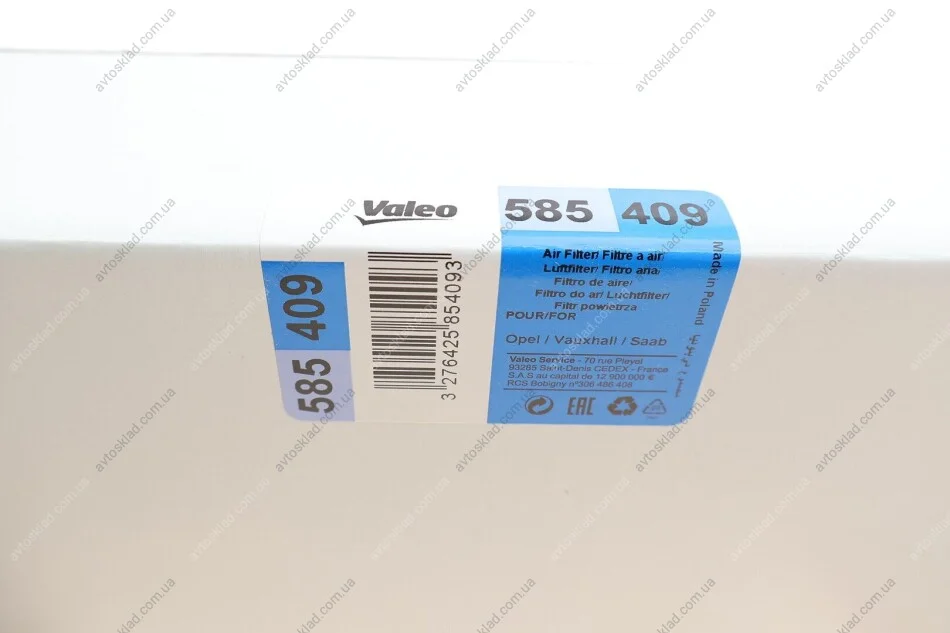 Valeo
585 409
585 409
3 276425 854093
Air Filter/ Filtre à air/
Luftfilter/ Filtro aria/
Filtro de aire/
Filtro do ar/ Luchtfilter/
Filtr powietrza
POUR/FOR
Opel / Vauxhall / Saab
Valeo Service - 70 rue Pleyel
93285 Saint-Denis CEDEX - France
S.A.S au capital de 12 900 000 €
RCS Bobigny n°306 486 408
EAC
Made in Poland
avtosklad.com.ua